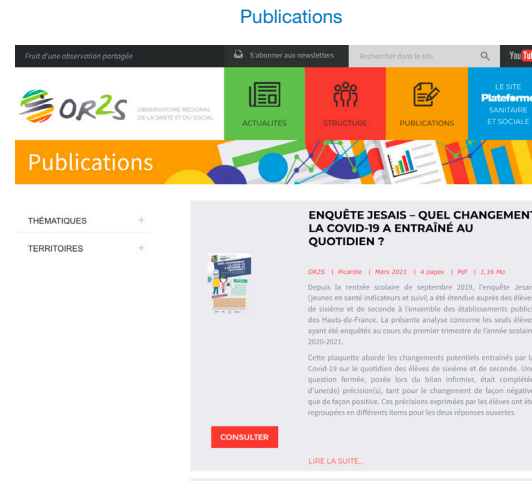 Publications
Fruit d'une observation partagée
S'abonner aux newsletters
Rechercher dans le site
You Tub
OR2S
OBSERVATOIRE RÉGIONAL
DE LA SANTÉ ET DU SOCIAL
ACTUALITÉS
STRUCTURE
PUBLICATIONS
LE SITE
Plateforme
SANITAIRE
ET SOCIALE
Publications
THÉMATIQUES +
TERRITOIRES +
ENQUÊTE JESAIS – QUEL CHANGEMENT
LA COVID-19 A ENTRAÎNÉ AU
QUOTIDIEN ?
OR2S | Picardie | Mars 2021 | 4 pages | Pdf | 1,16 Mo
Depuis la rentrée scolaire de septembre 2019, l'enquête Jesais
(jeunes en santé indicateurs et suivi) a été étendue auprès des élèves
de sixième et de seconde à l'ensemble des établissements publics
des Hauts-de-France. La présente analyse concerne les seuls élèves
ayant été enquêtés au cours du premier trimestre de l'année scolaire
2020-2021.
Cette plaquette aborde les changements potentiels entrainés par la
Covid-19 sur le quotidien des élèves de sixième et de seconde. Une
question fermée, posée lors du bilan infirmier, était complétée
d'une(de) précision(s), tant pour le changement de façon négative
que de façon positive. Ces précisions exprimées par les élèves ont été
regroupées en différents items pour les deux réponses ouvertes.
CONSULTER
LIRE LA SUITE...